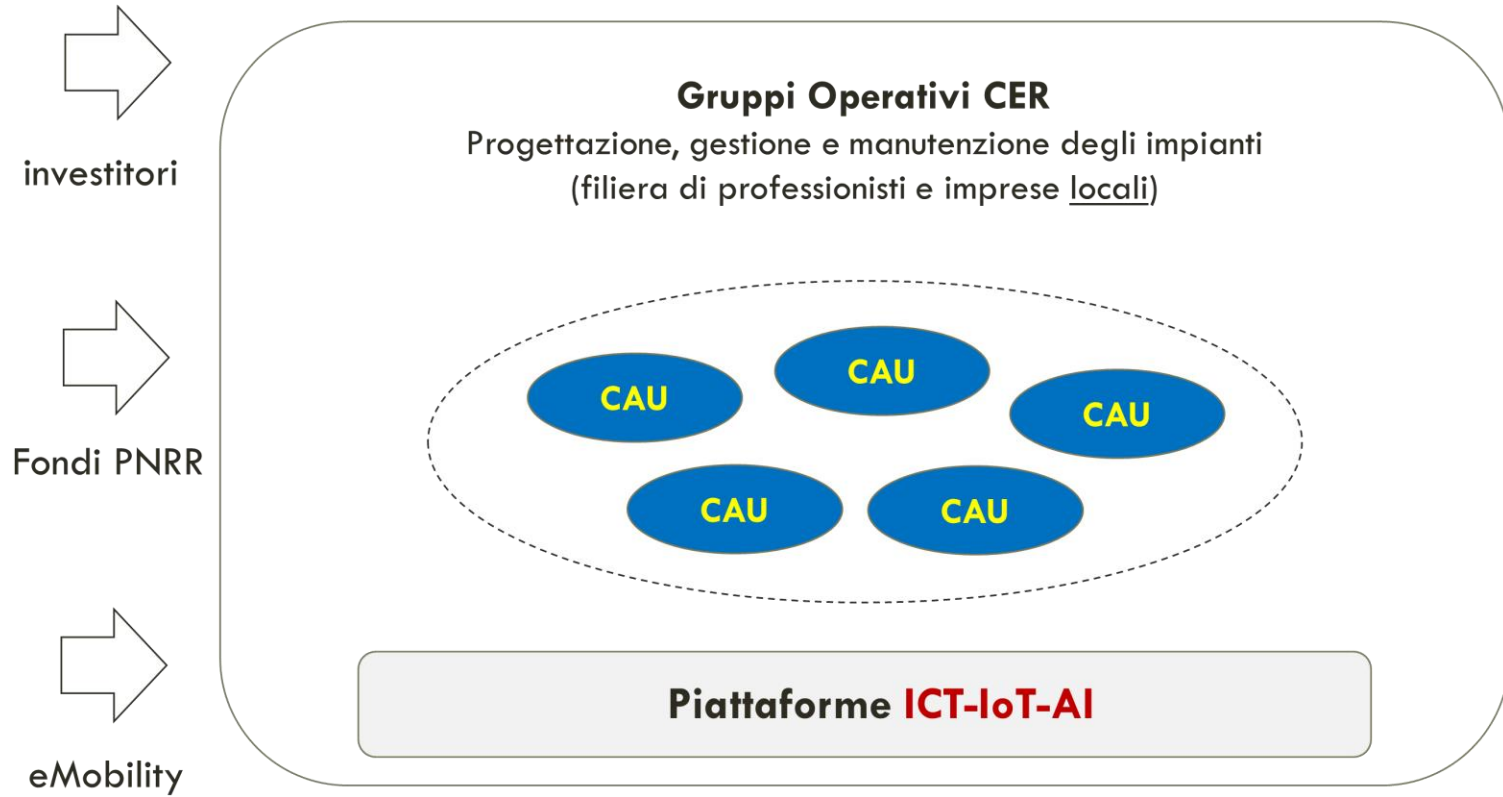 investitori
Fondi PNRR
eMobility
Gruppi Operativi CER
Progettazione, gestione e manutenzione degli impianti
(filiera di professionisti e imprese locali)
CAU
CAU
CAU
CAU
CAU
Piattaforme ICT-IoT-AI